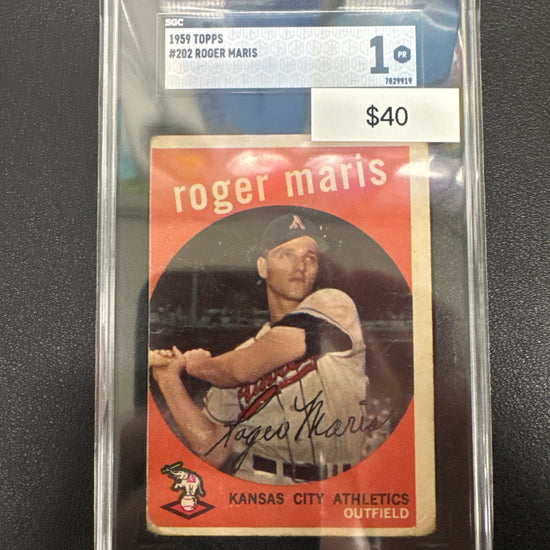 SGC
1959 TOPPS
#202 ROGER MARIS
1 PR
7829919
$40
roger maris
A
Roger Maris
KANSAS CITY ATHLETICS
OUTFIELD